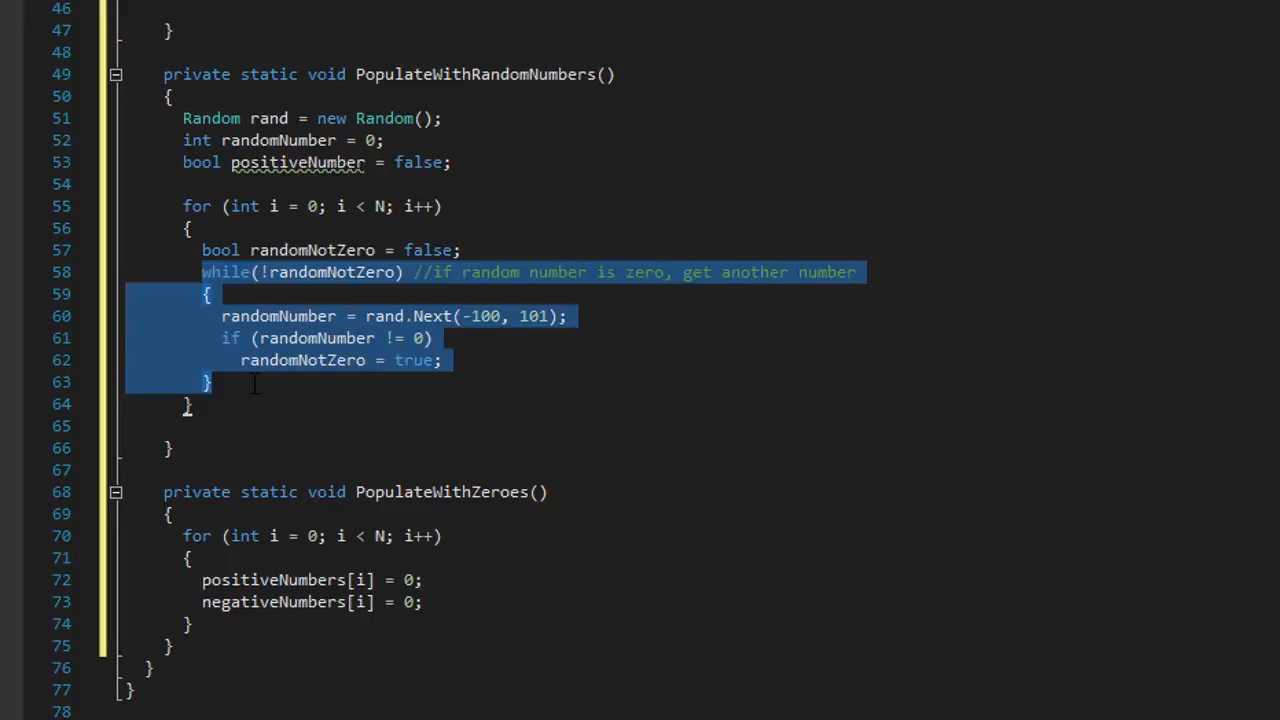 46
47 }
48
49 private static void PopulateWithRandomNumbers()
50 {
51 Random rand = new Random();
52 int randomNumber = 0;
53 bool positiveNumber = false;
54
55 for (int i = 0; i < N; i++)
56 {
57 bool randomNotZero = false;
58 while(!randomNotZero) //if random number is zero, get another number
59 {
60 randomNumber = rand.Next(-100, 101);
61 if (randomNumber != 0)
62 randomNotZero = true;
63 }
64 }
65
66 }
67
68 private static void PopulateWithZeroes()
69 {
70 for (int i = 0; i < N; i++)
71 {
72 positiveNumbers[i] = 0;
73 negativeNumbers[i] = 0;
74 }
75 }
76 }
77 }
78